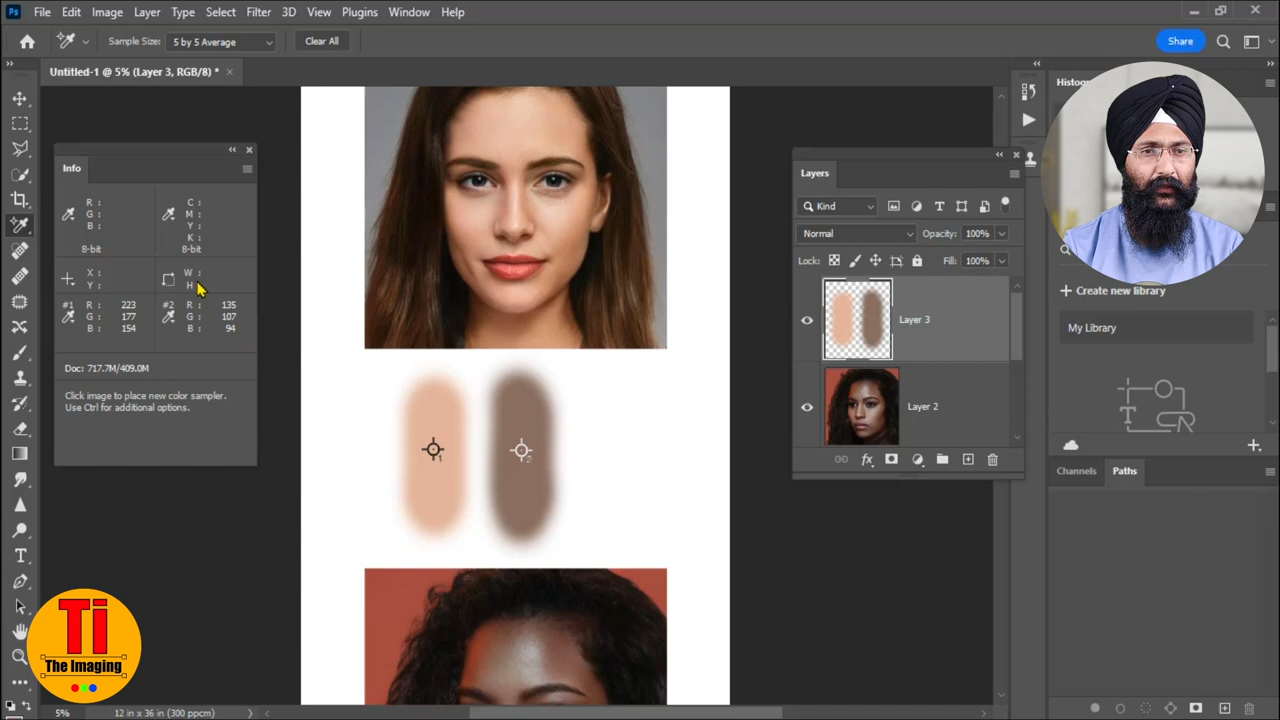 Ps File Edit Image Layer Type Select Filter 3D View Plugins Window Help
Sample Size: 5 by 5 Average Clear All Share
Untitled-1 @ 5% (Layer 3, RGB/8) *
Info
R :
G :
B :
8-bit
C :
M :
Y :
K :
8-bit
X :
Y :
W :
H
#1 R : 223
G : 177
B : 154
#2 R : 135
G : 107
B : 94
Doc: 717.7M/409.0M
Click image to place new color sampler.
Use Ctrl for additional options.
1
2
Layers
Kind
Normal Opacity: 100%
Lock: Fill: 100%
Layer 3
Layer 2
fx
Create new library
My Library
Channels Paths
Ti
The Imaging
5% 12 in x 36 in (300 ppcm)